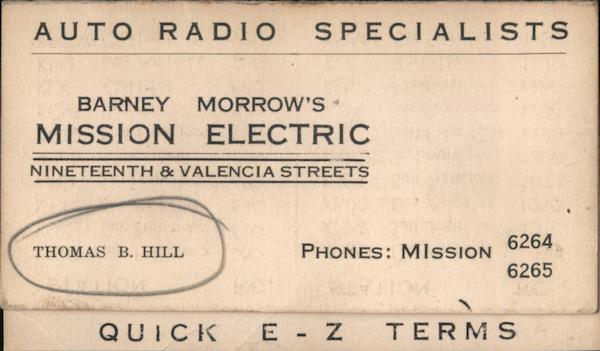 AUTO RADIO SPECIALISTS
BARNEY MORROW'S
MISSION ELECTRIC
NINETEENTH & VALENCIA STREETS
THOMAS B. HILL
PHONES: MISSION 6264
6265
QUICK E-Z TERMS